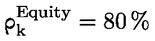 ρ_k^Equity = 80 %